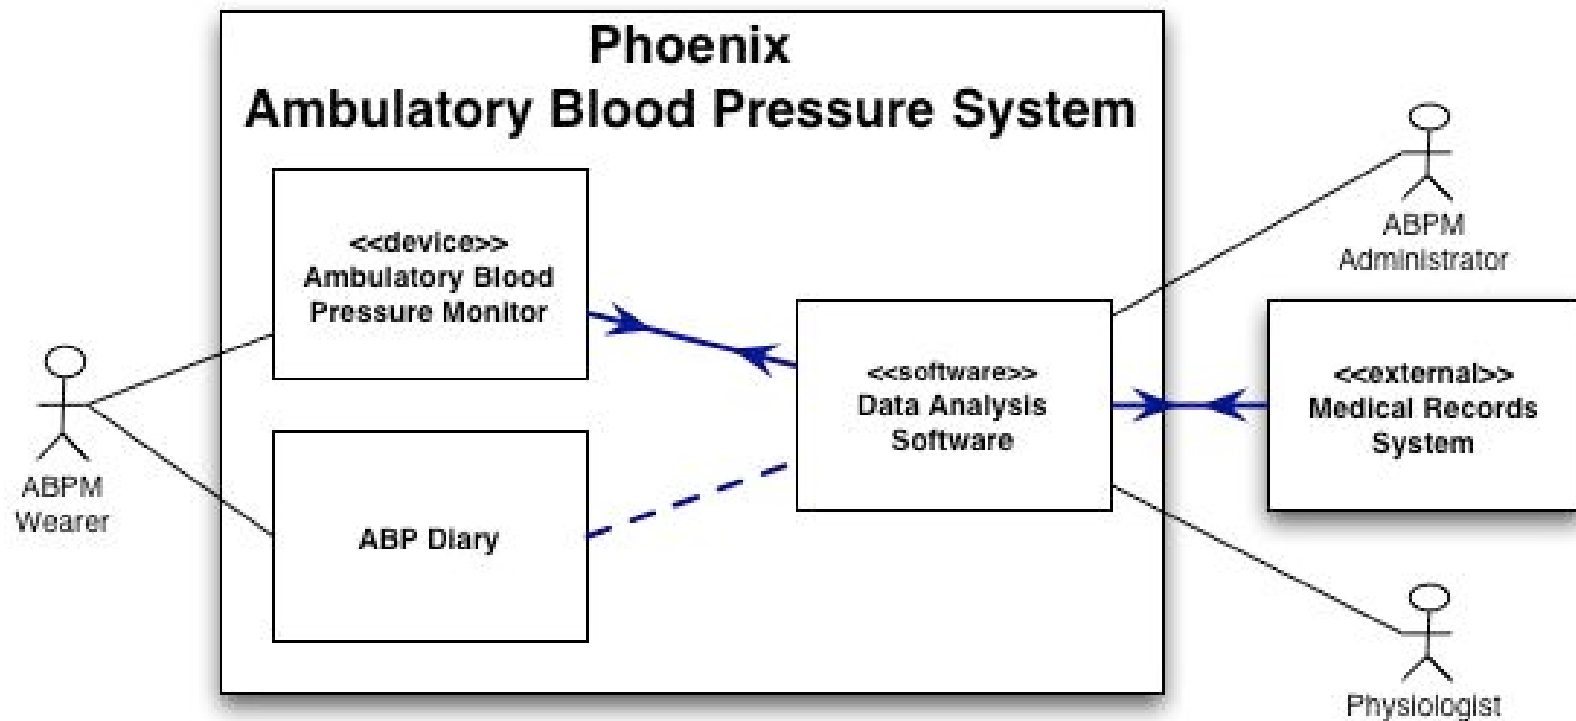 Phoenix
Ambulatory Blood Pressure System
<<device>>
Ambulatory Blood
Pressure Monitor
ABP Diary
<<software>>
Data Analysis
Software
<<external>>
Medical Records
System
ABPM
Wearer
ABPM
Administrator
Physiologist